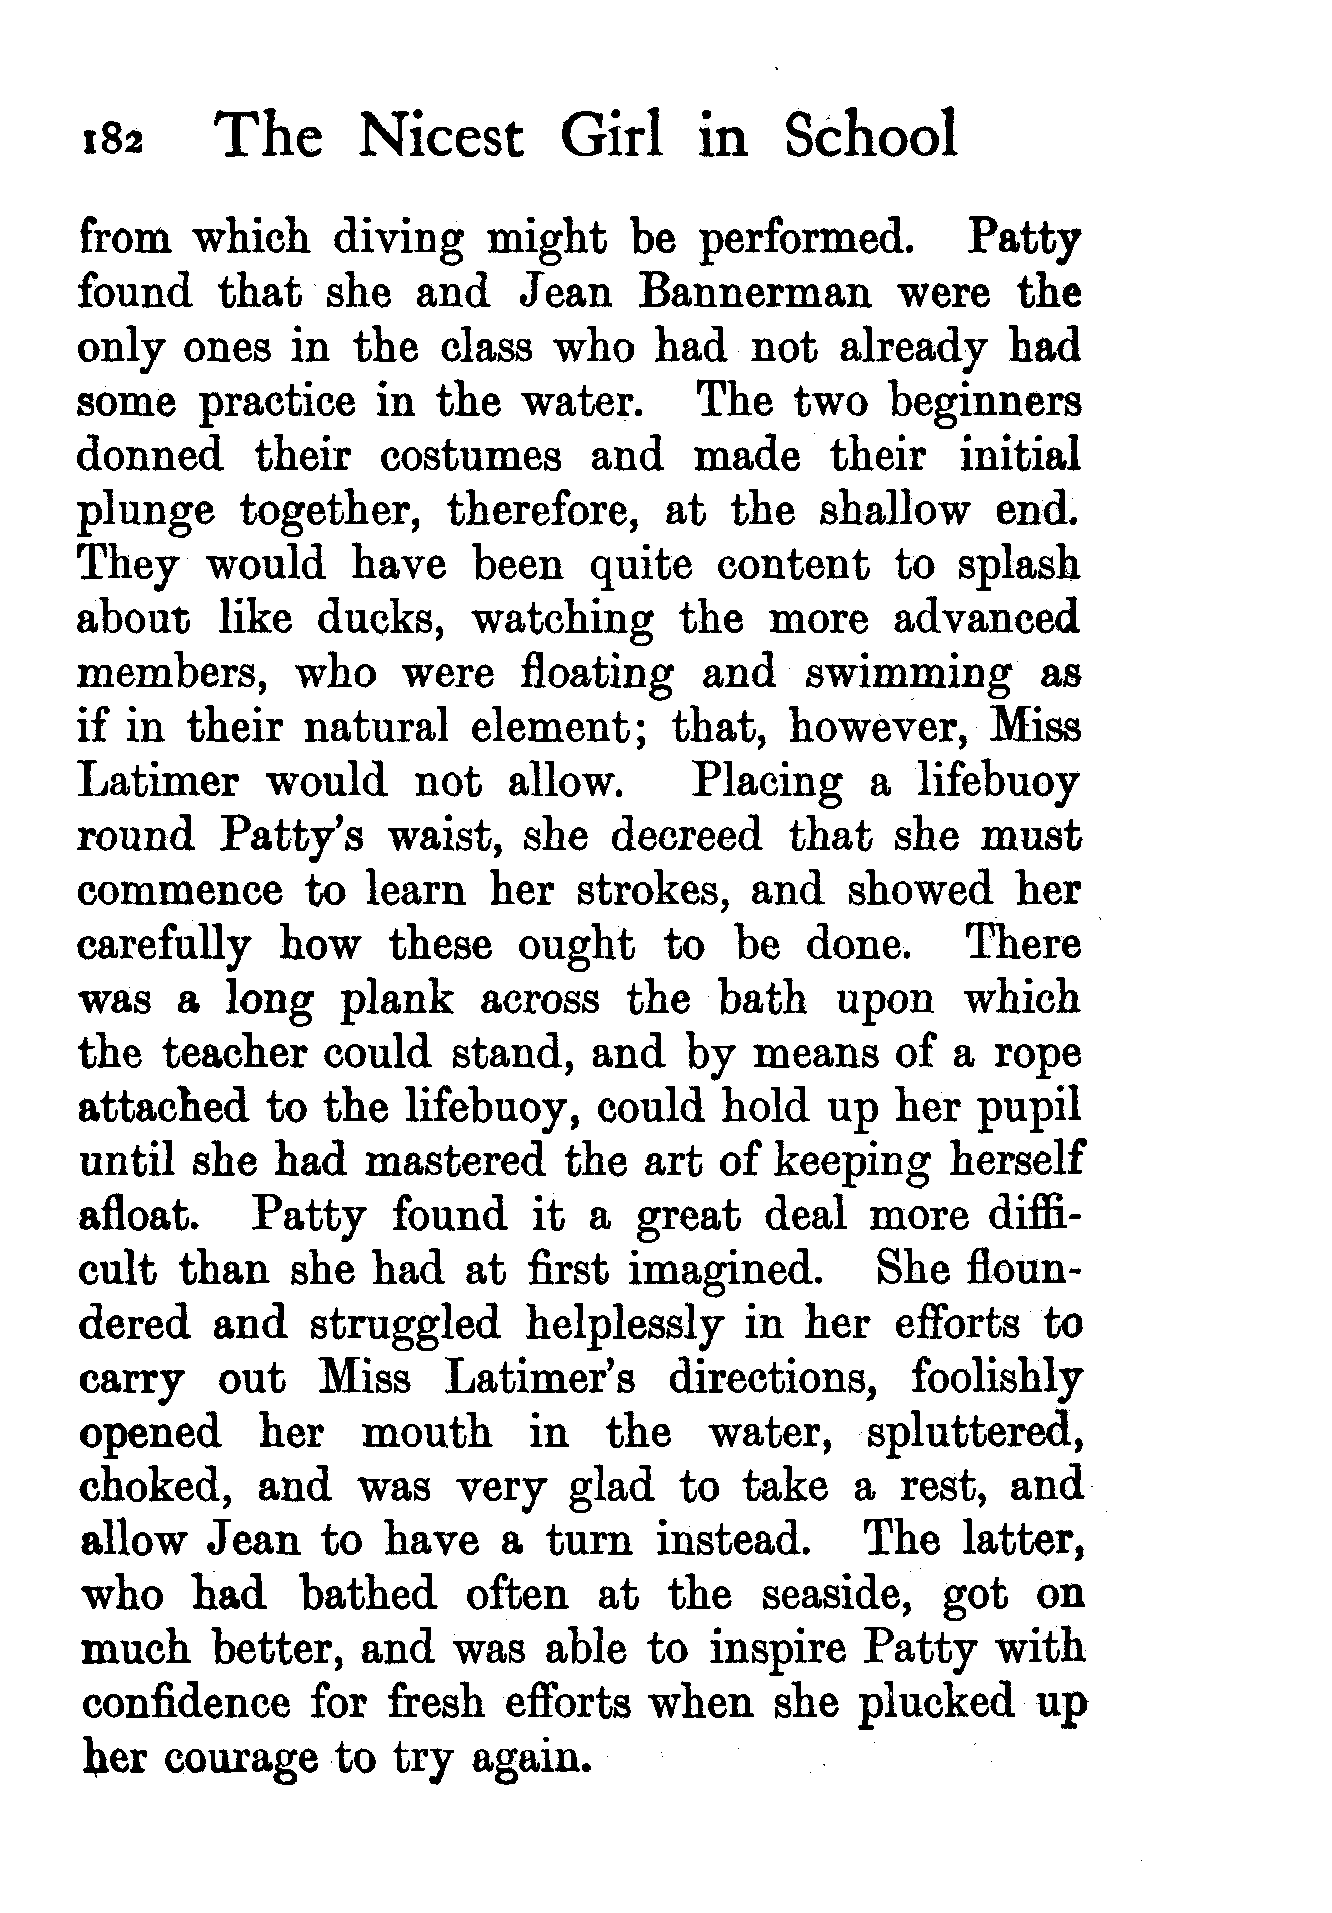 182 The Nicest Girl in School
from which diving might be performed. Patty
found that she and Jean Bannerman were the
only ones in the class who had not already had
some practice in the water. The two beginners
donned their costumes and made their initial
plunge together, therefore, at the shallow end.
They would have been quite content to splash
about like ducks, watching the more advanced
members, who were floating and swimming as
if in their natural element; that, however, Miss
Latimer would not allow. Placing a lifebuoy
round Patty's waist, she decreed that she must
commence to learn her strokes, and showed her
carefully how these ought to be done. There
was a long plank across the bath upon which
the teacher could stand, and by means of a rope
attached to the lifebuoy, could hold up her pupil
until she had mastered the art of keeping herself
afloat. Patty found it a great deal more diffi-
cult than she had at first imagined. She floun-
dered and struggled helplessly in her efforts to
carry out Miss Latimer's directions, foolishly
opened her mouth in the water, spluttered,
choked, and was very glad to take a rest, and
allow Jean to have a turn instead. The latter,
who had bathed often at the seaside, got on
much better, and was able to inspire Patty with
confidence for fresh efforts when she plucked up
her courage to try again.